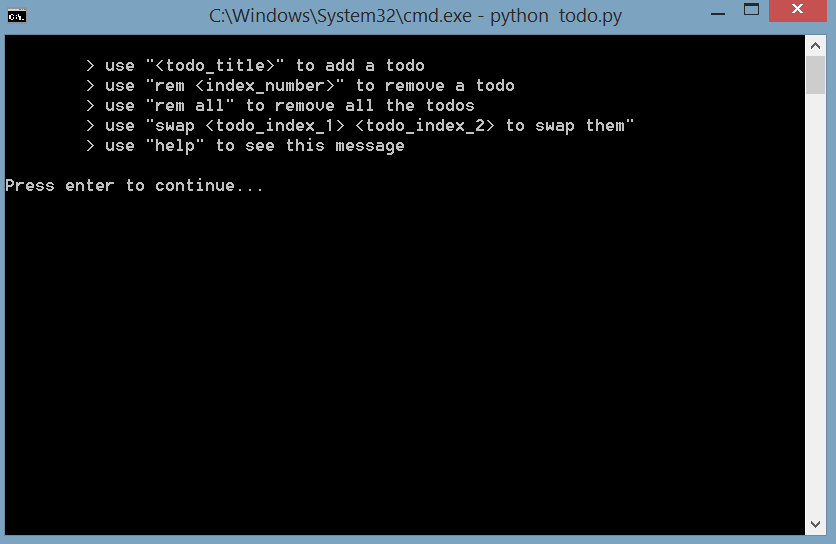 C:\Windows\System32\cmd.exe - python  todo.py
> use "<todo_title>" to add a todo
> use "rem <index_number>" to remove a todo
> use "rem all" to remove all the todos
> use "swap <todo_index_1> <todo_index_2> to swap them"
> use "help" to see this message
Press enter to continue...